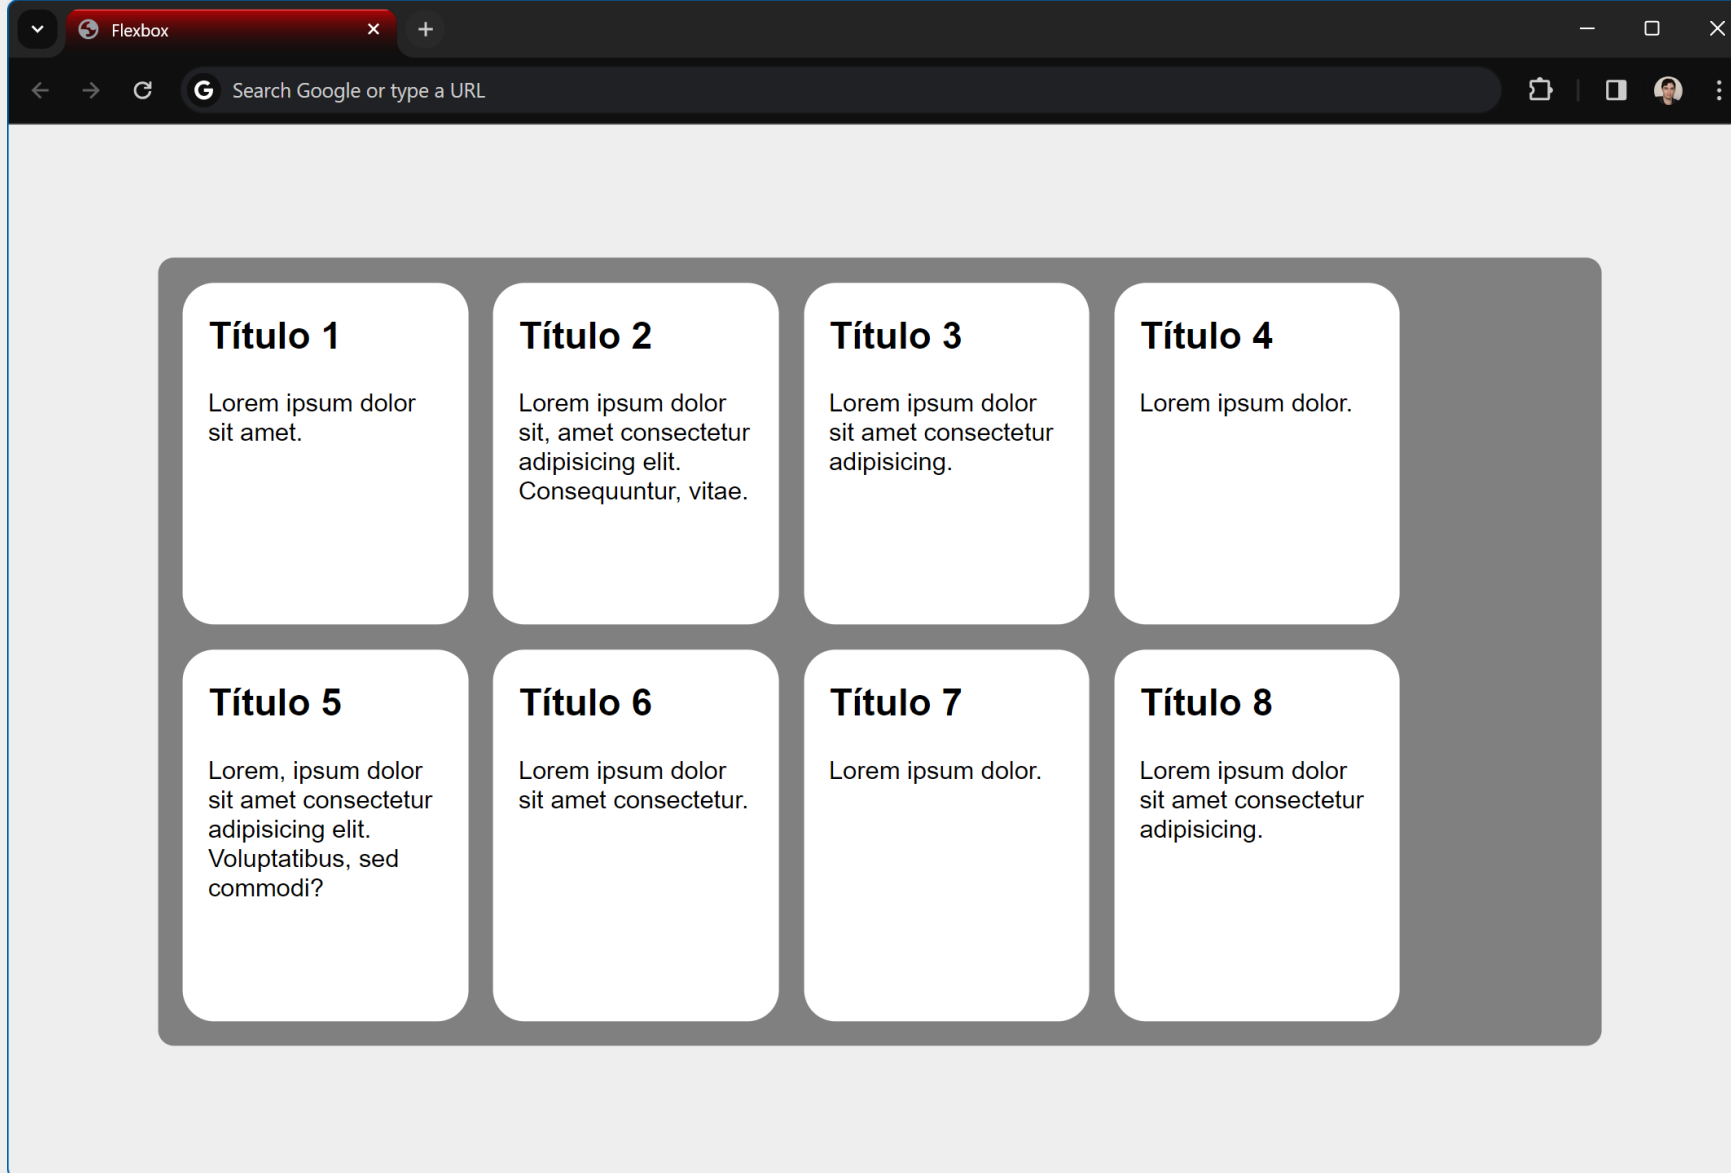 Flexbox
Search Google or type a URL
Título 1
Lorem ipsum dolor
sit amet.
Título 2
Lorem ipsum dolor
sit, amet consectetur
adipisicing elit.
Consequuntur, vitae.
Título 3
Lorem ipsum dolor
sit amet consectetur
adipisicing.
Título 4
Lorem ipsum dolor.
Título 5
Lorem, ipsum dolor
sit amet consectetur
adipisicing elit.
Voluptatibus, sed
commodi?
Título 6
Lorem ipsum dolor
sit amet consectetur.
Título 7
Lorem ipsum dolor.
Título 8
Lorem ipsum dolor
sit amet consectetur
adipisicing.